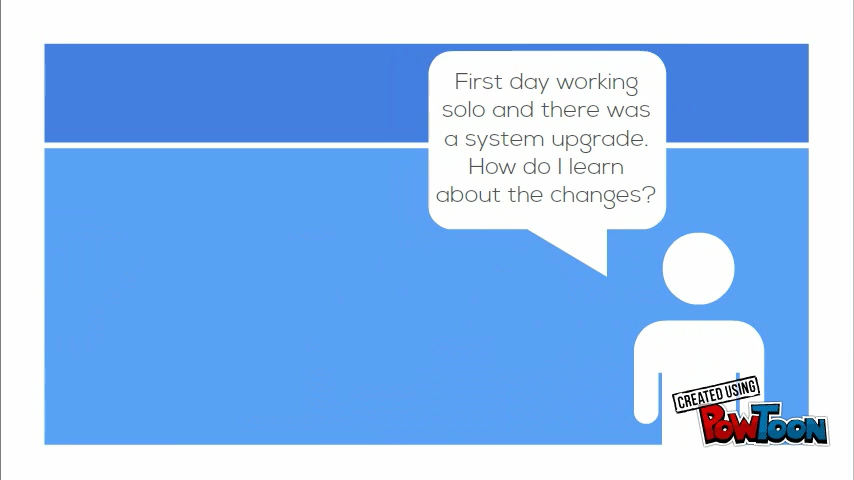 First day working
solo and there was
a system upgrade.
How do I learn
about the changes?
CREATED USING
POWTOON